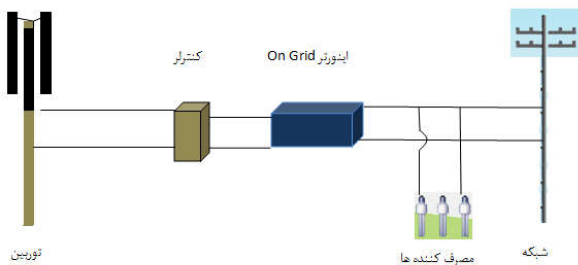 اینورتر On Grid
کنترلر
شبکه
مصرف کننده ها
توربین